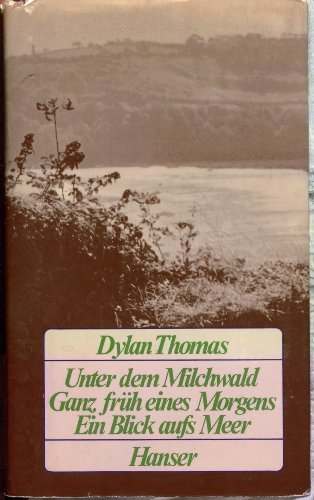 Dylan Thomas
Unter dem Milchwald
Ganz früh eines Morgens
Ein Blick aufs Meer
Hanser